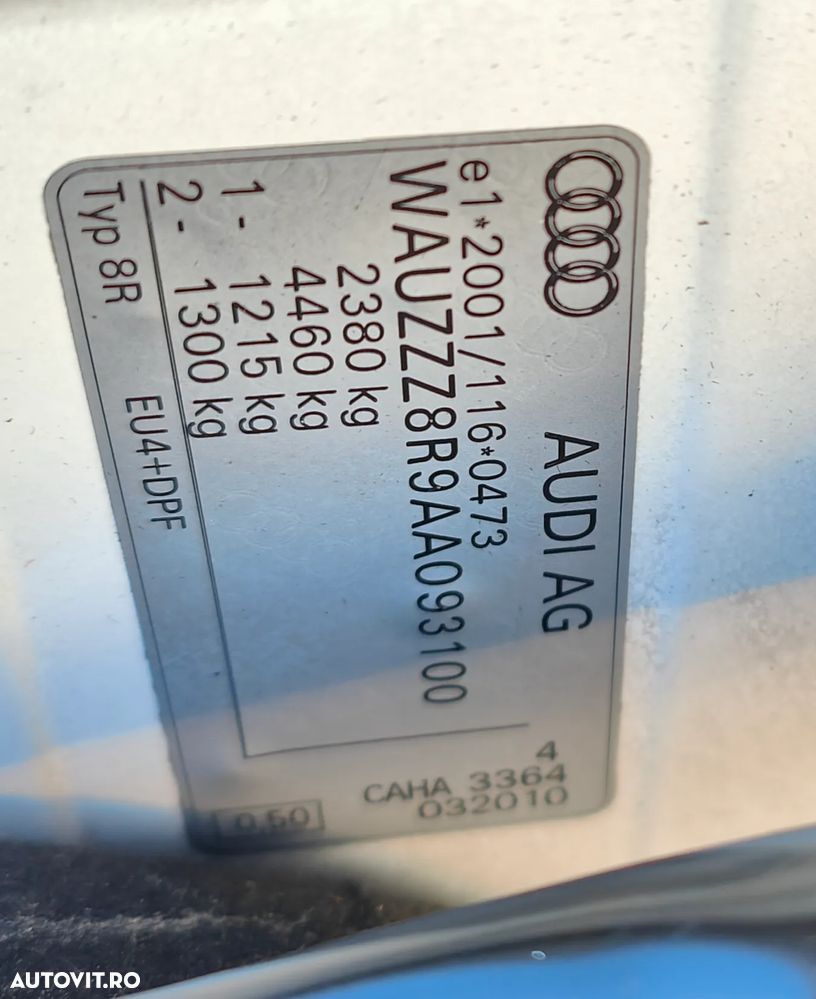 AUDI AG
e1*2001/116*0473
WAUZZZ8R9AA093100
2380 kg
4460 kg
1 - 1215 kg
2 - 1300 kg
Typ 8R
EU4+DPF
4
CAHA 3364
032010
0,50
AUTOVIT.RO